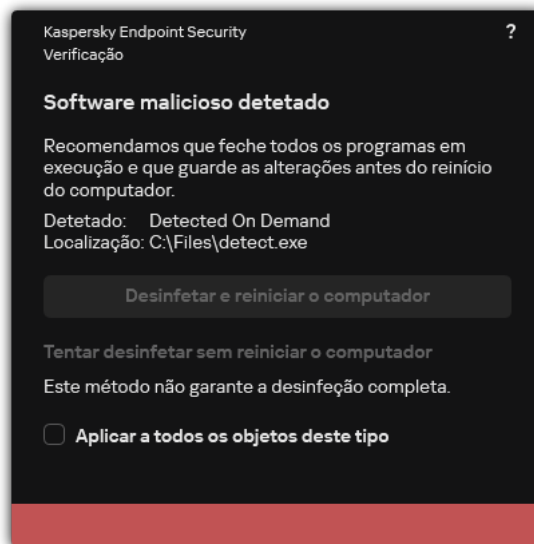 Kaspersky Endpoint Security
?
Verificação
Software malicioso detetado
Recomendamos que feche todos os programas em
execução e que guarde as alterações antes do reinício
do computador.
Detetado: Detected On Demand
Localização: C:\Files\detect.exe
Desinfetar e reiniciar o computador
Tentar desinfetar sem reiniciar o computador
Este método não garante a desinfeção completa.
Aplicar a todos os objetos deste tipo